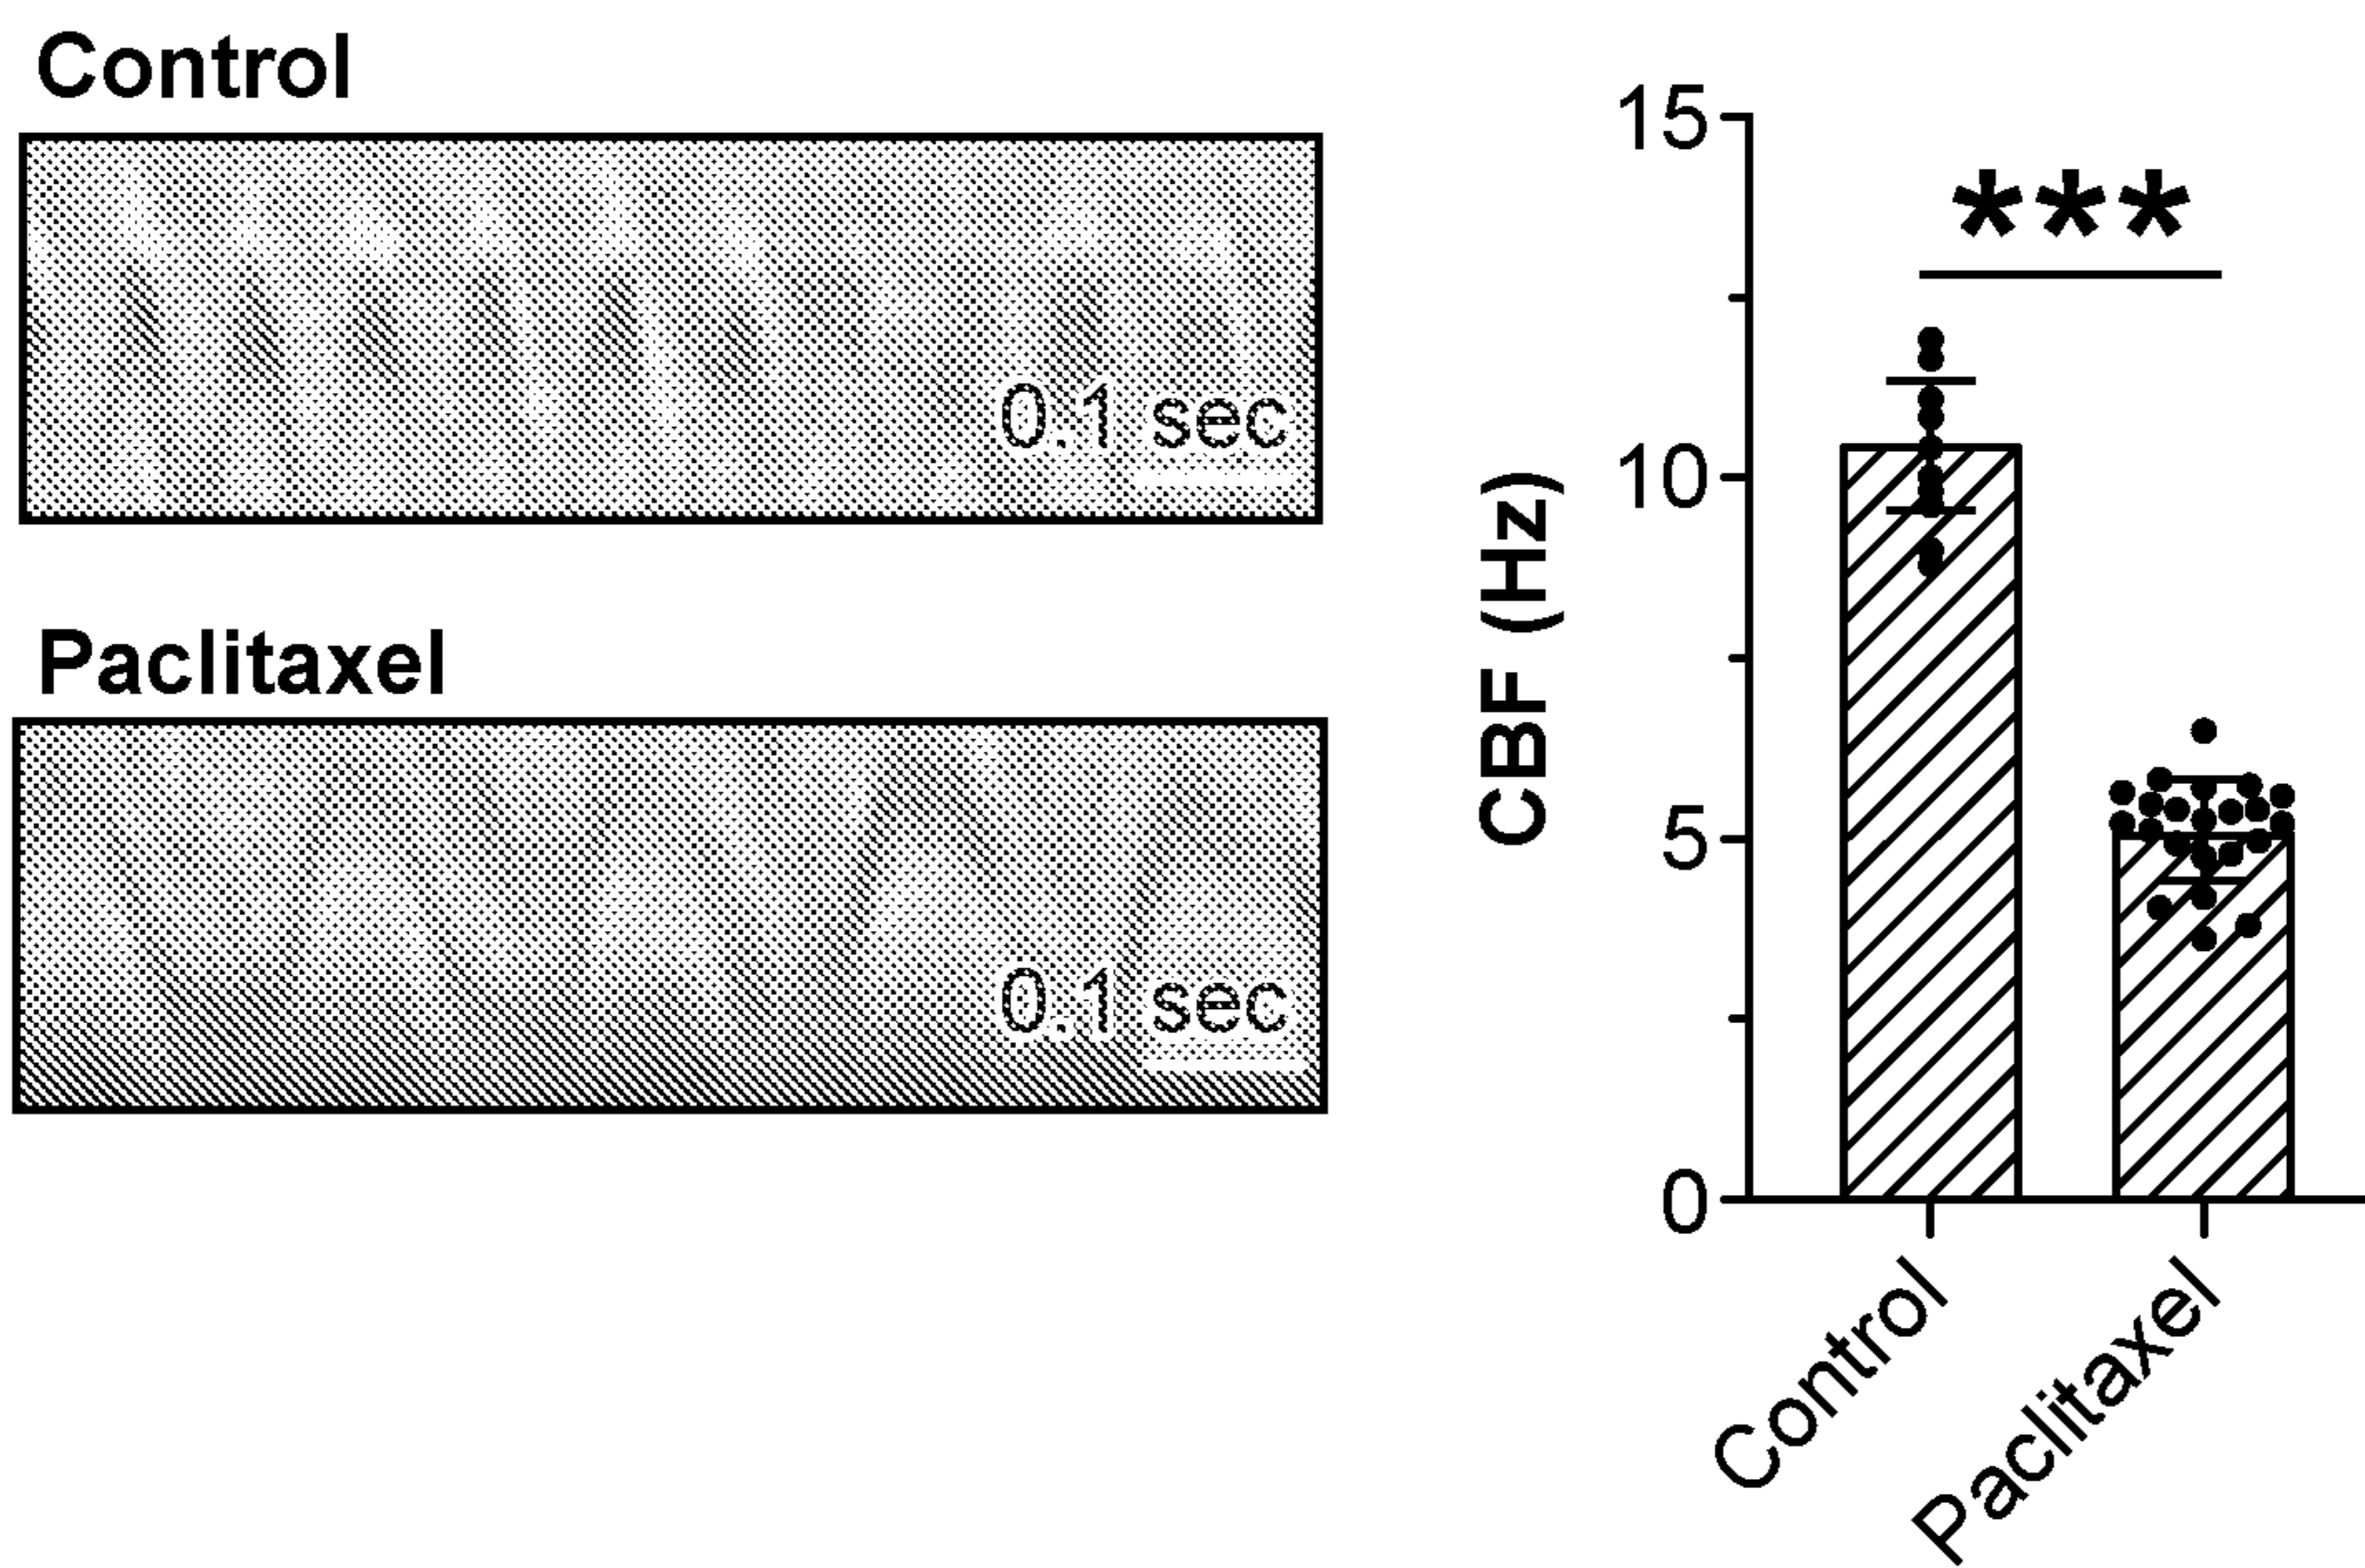 Control
0.1 sec
Paclitaxel
0.1 sec
CBF (Hz)
15
10
5
0
***
Control
Paclitaxel